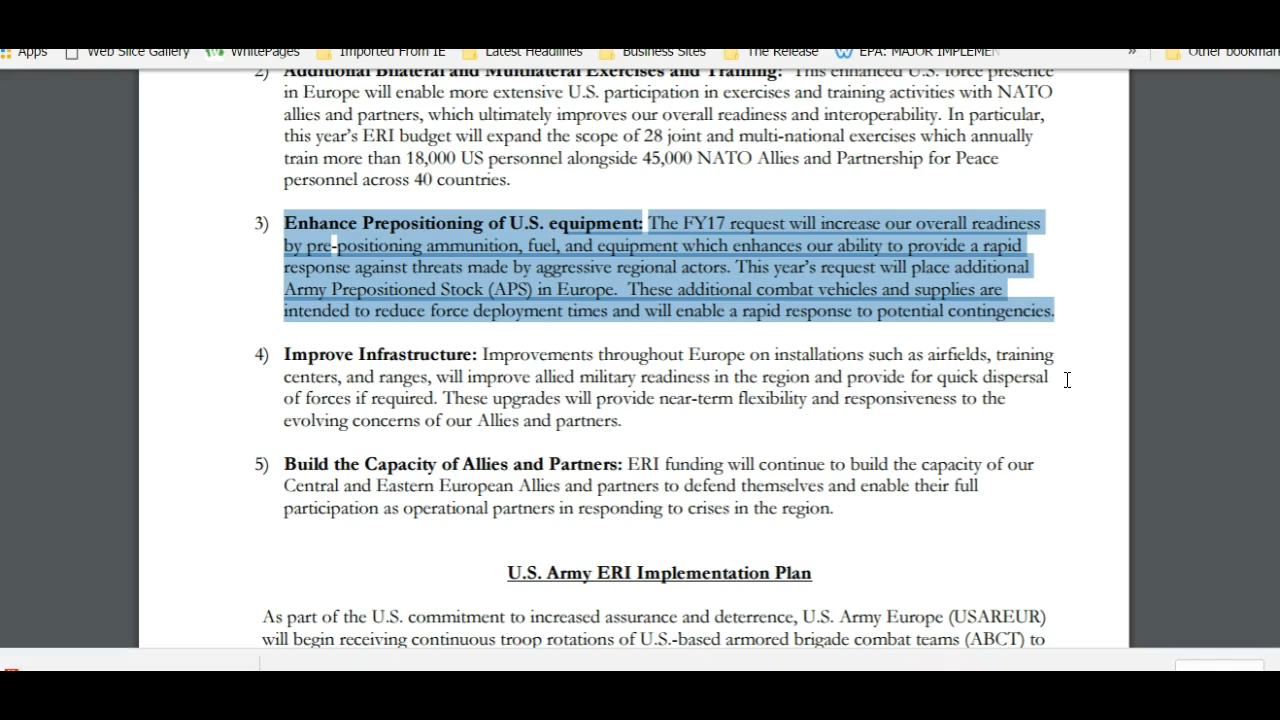 Apps Web Slice Gallery WhitePages Imported From IE Latest Headlines Business Sites The Release EPA: MAJOR IMPLEMEN » Other bookmar
2) Additional Bilateral and Multilateral Exercises and Training: This enhanced U.S. force presence
in Europe will enable more extensive U.S. participation in exercises and training activities with NATO
allies and partners, which ultimately improves our overall readiness and interoperability. In particular,
this year's ERI budget will expand the scope of 28 joint and multi-national exercises which annually
train more than 18,000 US personnel alongside 45,000 NATO Allies and Partnership for Peace
personnel across 40 countries.
3) Enhance Prepositioning of U.S. equipment: The FY17 request will increase our overall readiness
by pre-positioning ammunition, fuel, and equipment which enhances our ability to provide a rapid
response against threats made by aggressive regional actors. This year's request will place additional
Army Prepositioned Stock (APS) in Europe. These additional combat vehicles and supplies are
intended to reduce force deployment times and will enable a rapid response to potential contingencies.
4) Improve Infrastructure: Improvements throughout Europe on installations such as airfields, training
centers, and ranges, will improve allied military readiness in the region and provide for quick dispersal
of forces if required. These upgrades will provide near-term flexibility and responsiveness to the
evolving concerns of our Allies and partners.
5) Build the Capacity of Allies and Partners: ERI funding will continue to build the capacity of our
Central and Eastern European Allies and partners to defend themselves and enable their full
participation as operational partners in responding to crises in the region.
U.S. Army ERI Implementation Plan
As part of the U.S. commitment to increased assurance and deterrence, U.S. Army Europe (USAREUR)
will begin receiving continuous troop rotations of U.S.-based armored brigade combat teams (ABCT) to